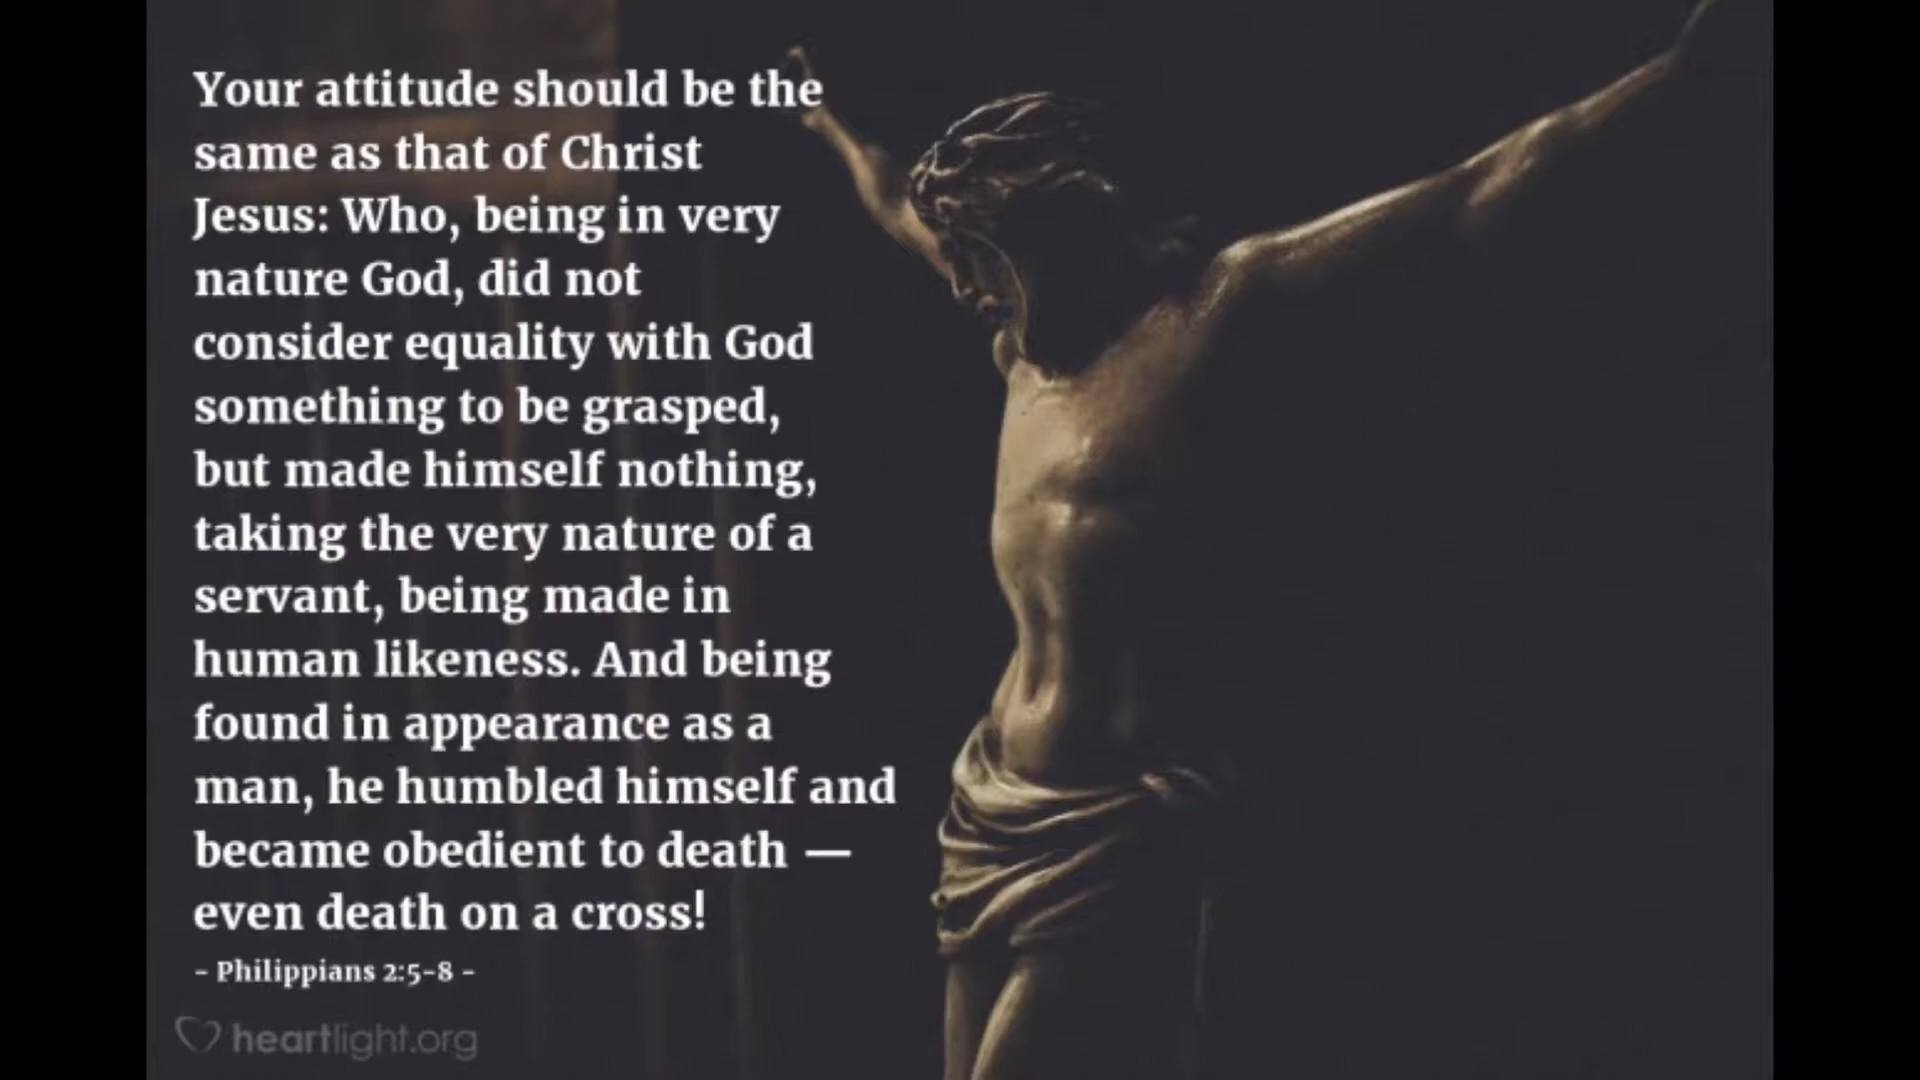 Your attitude should be the
same as that of Christ
Jesus: Who, being in very
nature God, did not
consider equality with God
something to be grasped,
but made himself nothing,
taking the very nature of a
servant, being made in
human likeness. And being
found in appearance as a
man, he humbled himself and
became obedient to death —
even death on a cross!
- Philippians 2:5-8 -
heartlight.org